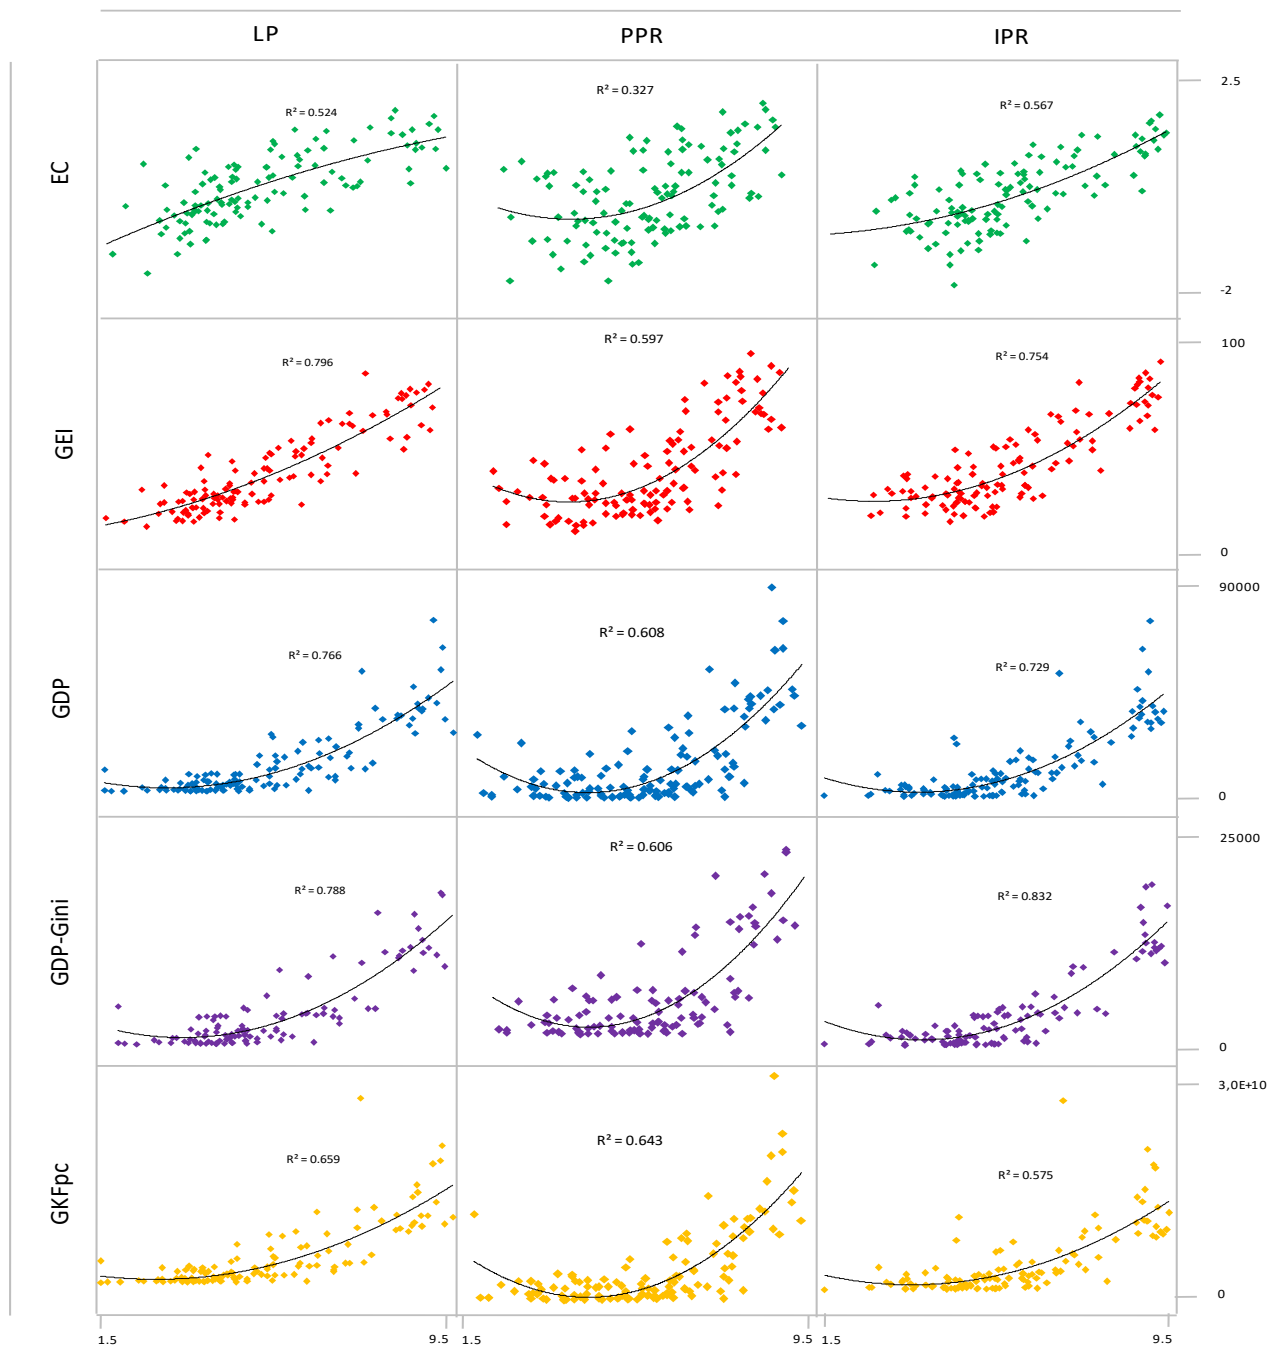 LP PPR IPR
EC
R² = 0.524
R² = 0.327
R² = 0.567
2.5
-2
GEI
R² = 0.796
R² = 0.597
R² = 0.754
100
0
GDP
R² = 0.766
R² = 0.608
R² = 0.729
90000
0
GDP-Gini
R² = 0.788
R² = 0.606
R² = 0.832
25000
0
GKFpc
R² = 0.659
R² = 0.643
R² = 0.575
3,0E+10
0
1.5 9.5 1.5 9.5 1.5 9.5